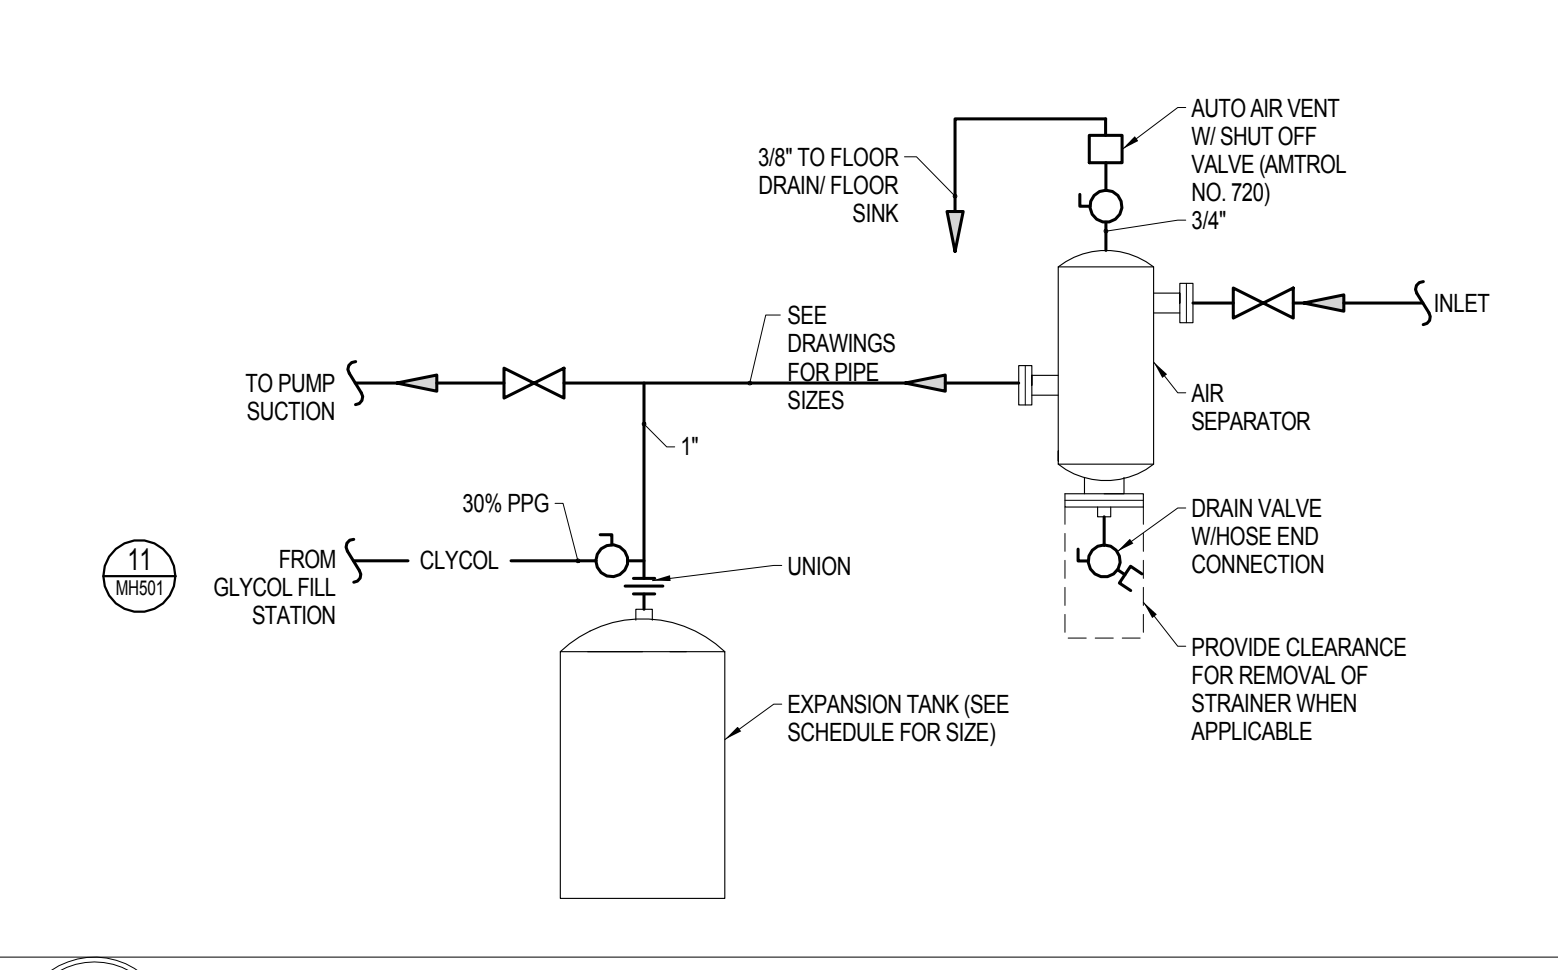 AUTO AIR VENT
W/ SHUT OFF
VALVE (AMTROL
NO. 720)
3/4"
3/8" TO FLOOR
DRAIN/ FLOOR
SINK
INLET
SEE
DRAWINGS
FOR PIPE
SIZES
TO PUMP
SUCTION
AIR
SEPARATOR
1"
30% PPG
DRAIN VALVE
W/HOSE END
CONNECTION
11
MH501
FROM
GLYCOL FILL
STATION
CLYCOL
UNION
PROVIDE CLEARANCE
FOR REMOVAL OF
STRAINER WHEN
APPLICABLE
EXPANSION TANK (SEE
SCHEDULE FOR SIZE)